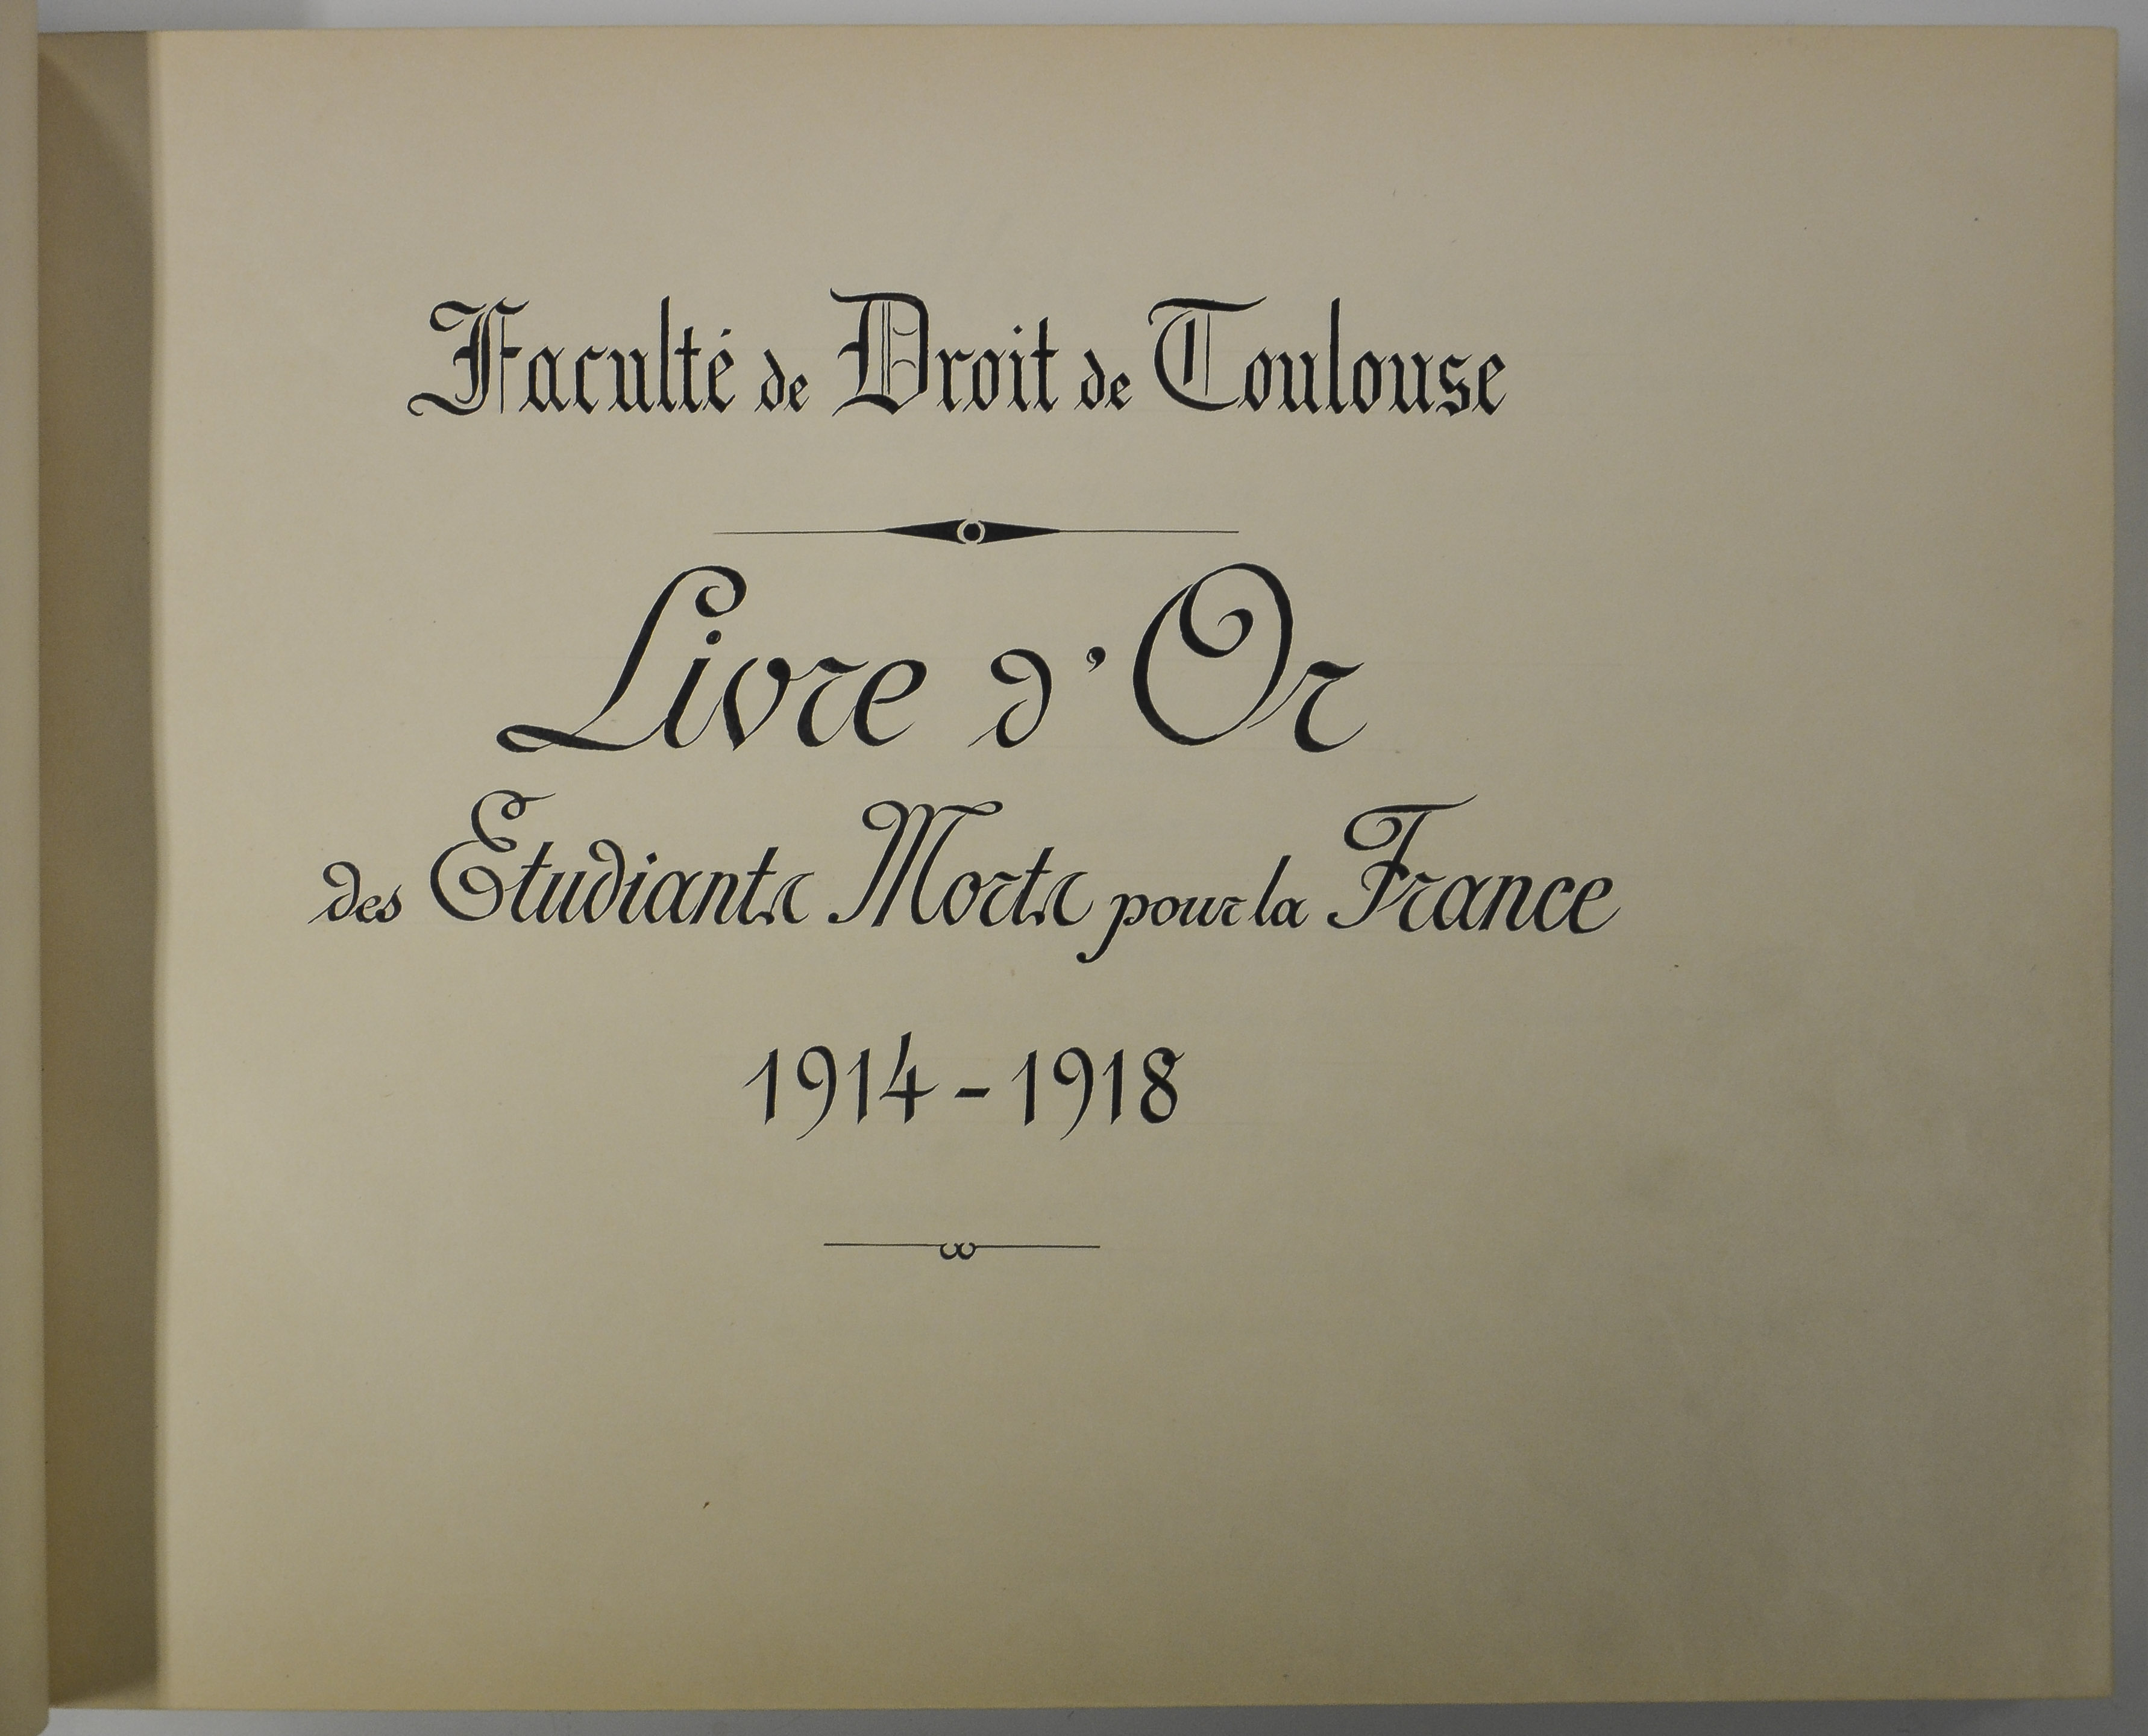 Faculté de Droit de Toulouse
Livre d'Or
des Etudiants Morts pour la France
1914-1918